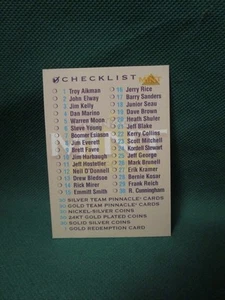 CHECKLIST
1 Troy Aikman
2 John Elway
3 Jim Kelly
4 Dan Marino
5 Warren Moon
6 Steve Young
7 Boomer Esiason
8 Jim Everett
9 Brett Favre
10 Jim Harbaugh
11 Jeff Hostetler
12 Neil O'Donnell
13 Drew Bledsoe
14 Rick Mirer
15 Emmitt Smith
16 Jerry Rice
17 Barry Sanders
18 Junior Seau
19 Dave Brown
20 Heath Shuler
21 Jeff Blake
22 Kerry Collins
23 Scott Mitchell
24 Kordell Stewart
25 Jeff George
26 Mark Brunell
27 Erik Kramer
28 Bernie Kosar
29 Frank Reich
30 R. Cunningham
SILVER TEAM PINNACLE CARDS
GOLD TEAM PINNACLE CARDS
NICKEL-SILVER COINS
24KT GOLD PLATED COINS
SOLID SILVER COINS
GOLD REDEMPTION CARD